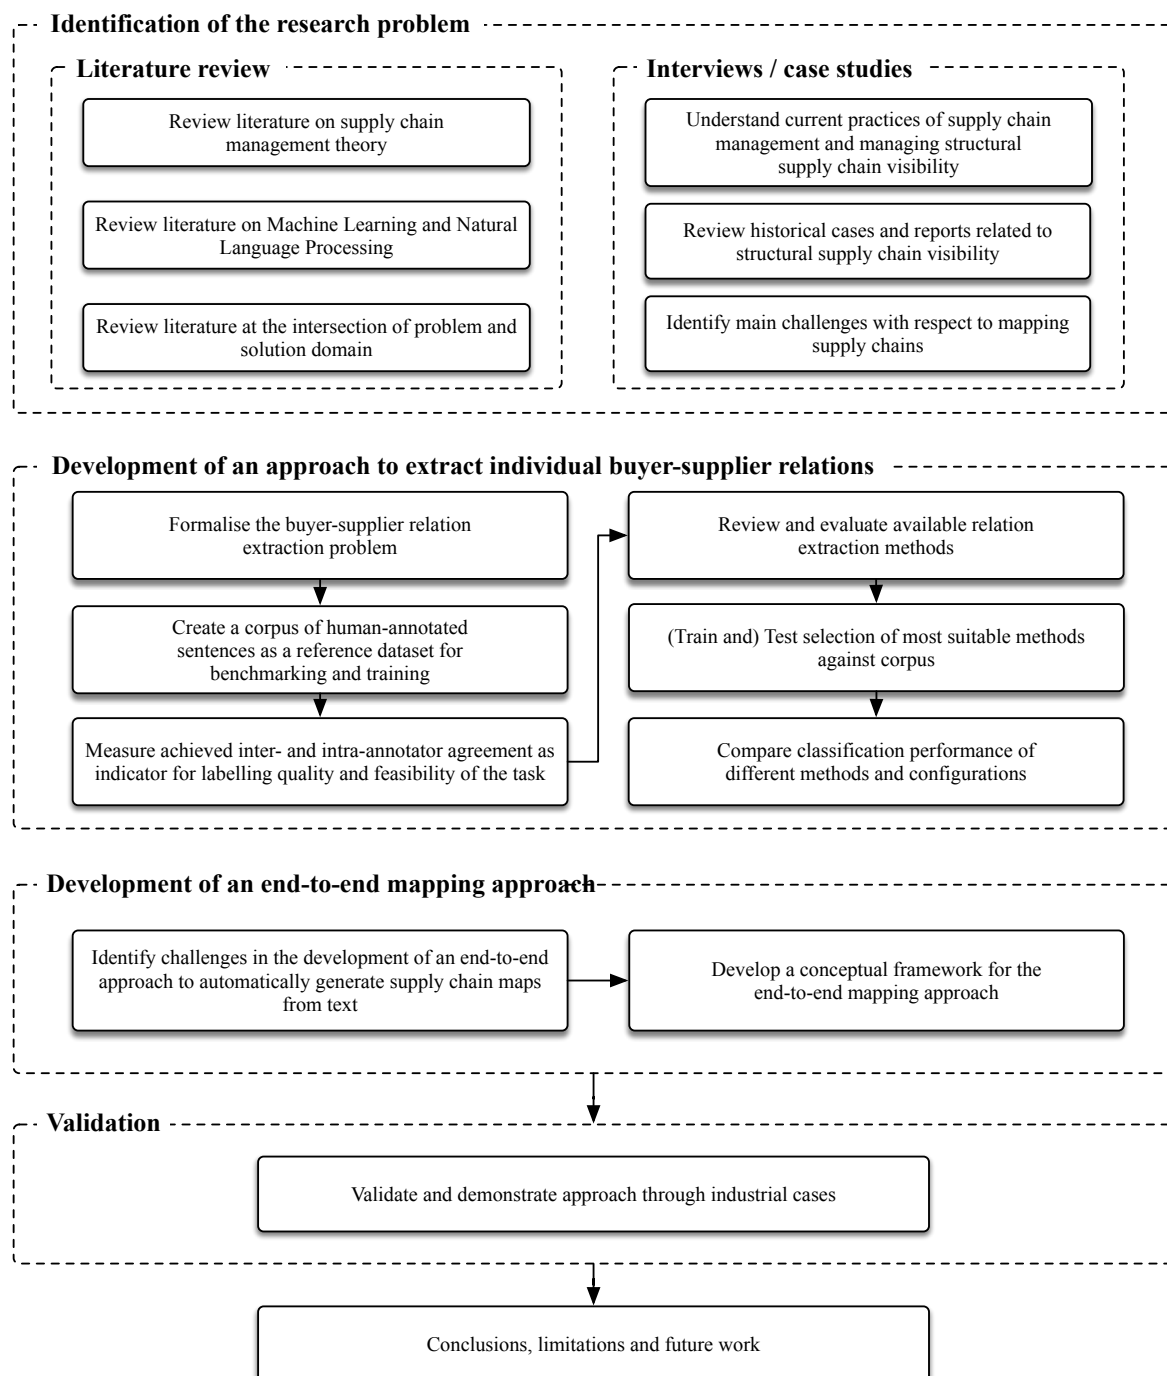 Identification of the research problem
Literature review
Review literature on supply chain
management theory
Review literature on Machine Learning and Natural
Language Processing
Review literature at the intersection of problem and
solution domain
Interviews / case studies
Understand current practices of supply chain
management and managing structural
supply chain visibility
Review historical cases and reports related to
structural supply chain visibility
Identify main challenges with respect to mapping
supply chains
Development of an approach to extract individual buyer-supplier relations
Formalise the buyer-supplier relation
extraction problem
Create a corpus of human-annotated
sentences as a reference dataset for
benchmarking and training
Measure achieved inter- and intra-annotator agreement as
indicator for labelling quality and feasibility of the task
Review and evaluate available relation
extraction methods
(Train and) Test selection of most suitable methods
against corpus
Compare classification performance of
different methods and configurations
Development of an end-to-end mapping approach
Identify challenges in the development of an end-to-end
approach to automatically generate supply chain maps
from text
Develop a conceptual framework for the
end-to-end mapping approach
Validation
Validate and demonstrate approach through industrial cases
Conclusions, limitations and future work